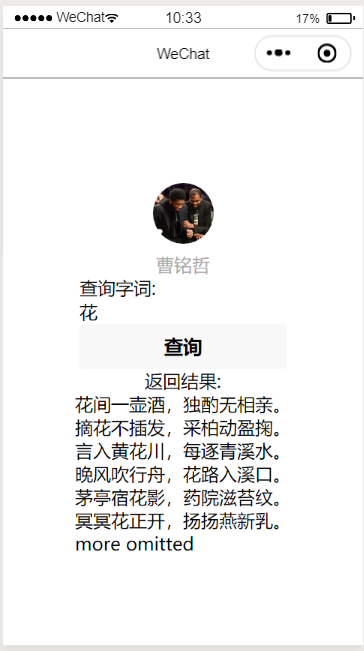 WeChat 10:33 17%
WeChat
曹铭哲
查询字词:
花
查询
返回结果:
花间一壶酒，独酌无相亲。
摘花不插发，采柏动盈掬。
言入黄花川，每逐青溪水。
晚风吹行舟，花路入溪口。
茅亭宿花影，药院滋苔纹。
冥冥花正开，扬扬燕新乳。
more omitted